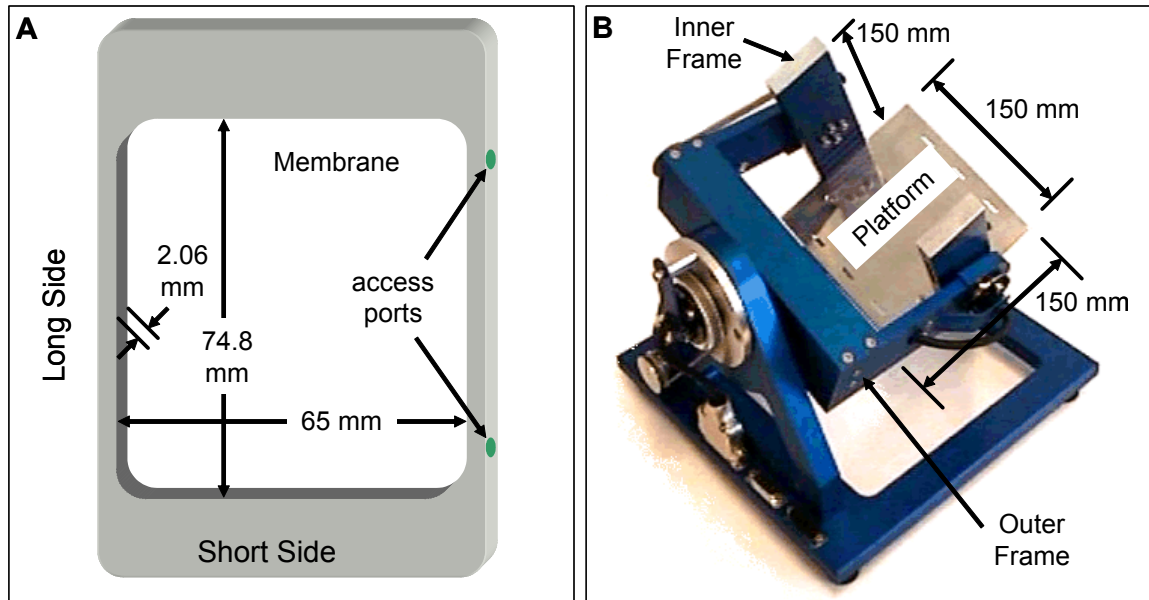 A
Membrane
Long Side
2.06
mm
74.8
mm
access
ports
65 mm
Short Side
B
Inner
Frame
150 mm
150 mm
Platform
150 mm
Outer
Frame